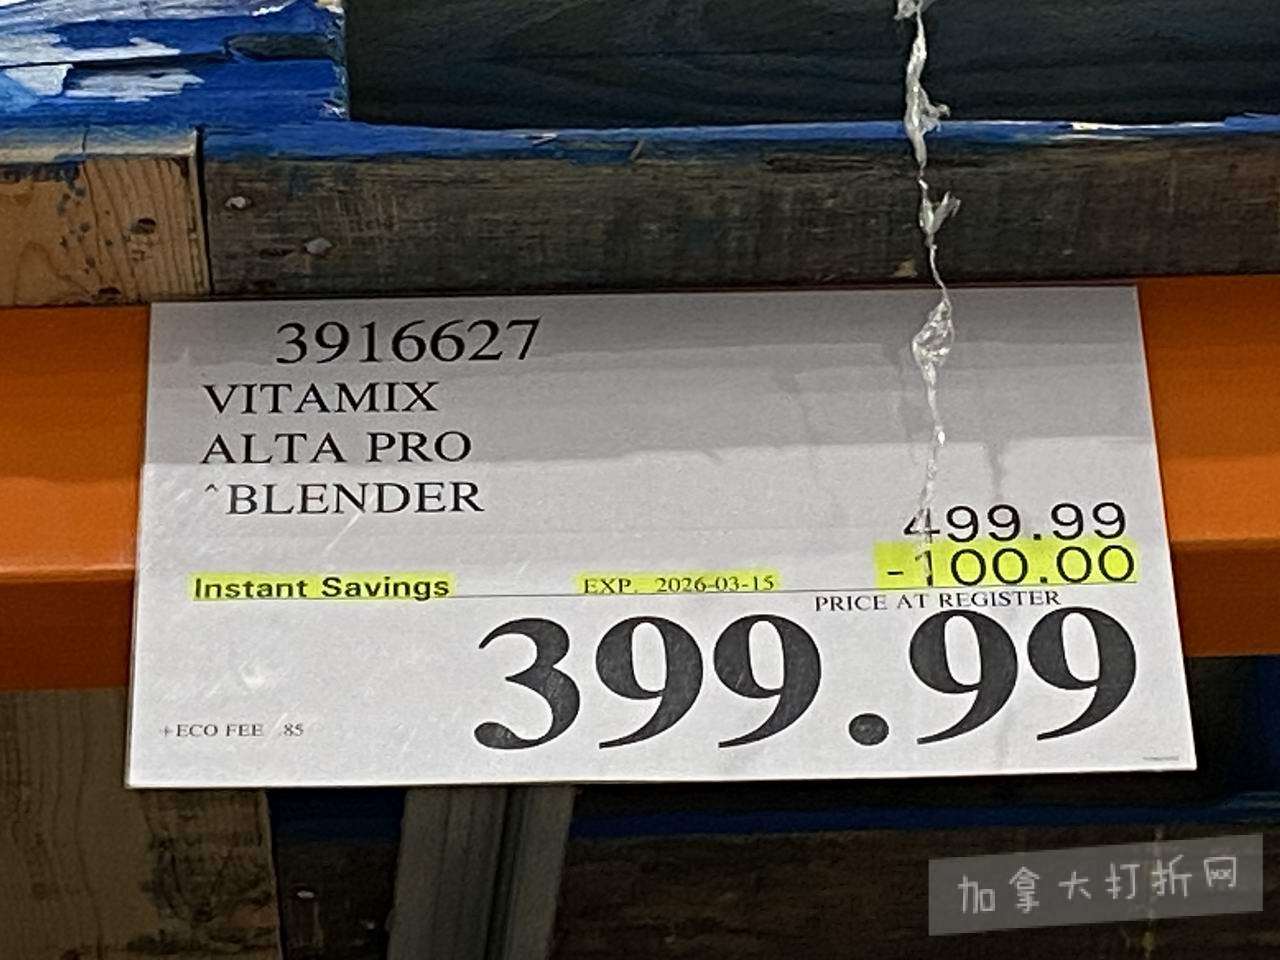 3916627
VITAMIX
ALTA PRO
^BLENDER
499.99
-100.00
Instant Savings EXP. 2026-03-15
PRICE AT REGISTER
399.99
+ECO FEE .85
加拿大打折网